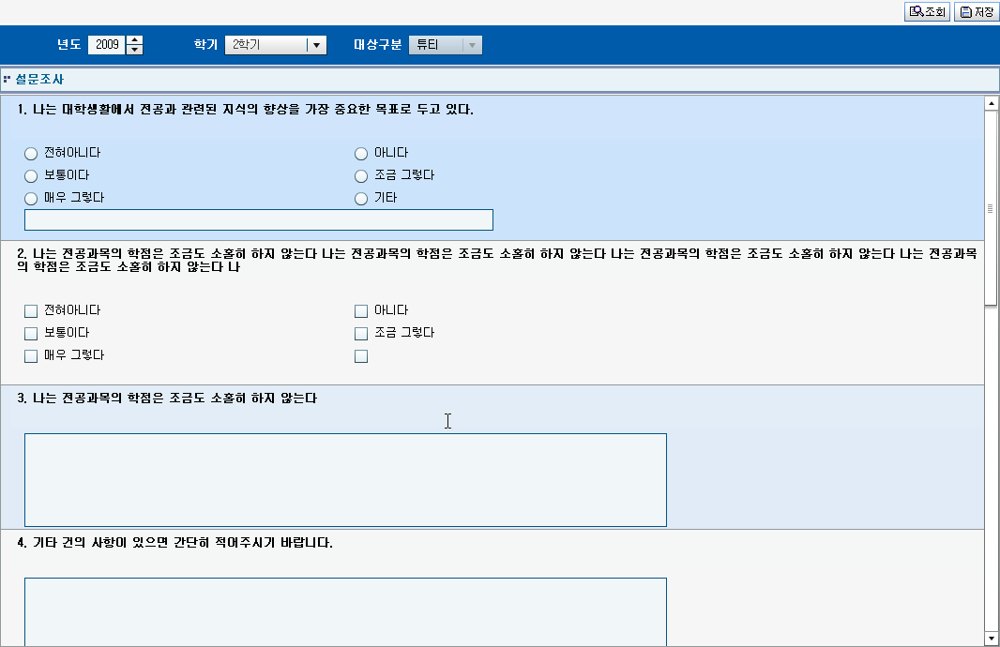 조회 저장
년도 2009 학기 2학기 대상구분 튜티
설문조사
1. 나는 대학생활에서 전공과 관련된 지식의 향상을 가장 중요한 목표로 두고 있다.
전혀아니다 아니다
보통이다 조금 그렇다
매우 그렇다 기타
2. 나는 전공과목의 학점은 조금도 소홀히 하지 않는다 나는 전공과목의 학점은 조금도 소홀히 하지 않는다 나는 전공과목의 학점은 조금도 소홀히 하지 않는다 나는 전공과목
의 학점은 조금도 소홀히 하지 않는다 나
전혀아니다 아니다
보통이다 조금 그렇다
매우 그렇다
3. 나는 전공과목의 학점은 조금도 소홀히 하지 않는다
4. 기타 건의 사항이 있으면 간단히 적어주시기 바랍니다.